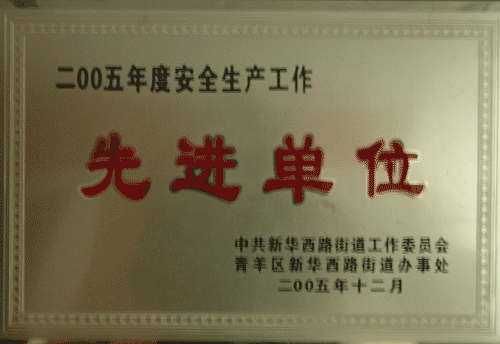 二00五年度安全生产工作
先进单位
中共新华西路街道工作委员会
青羊区新华西路街道办事处
二00五年十二月